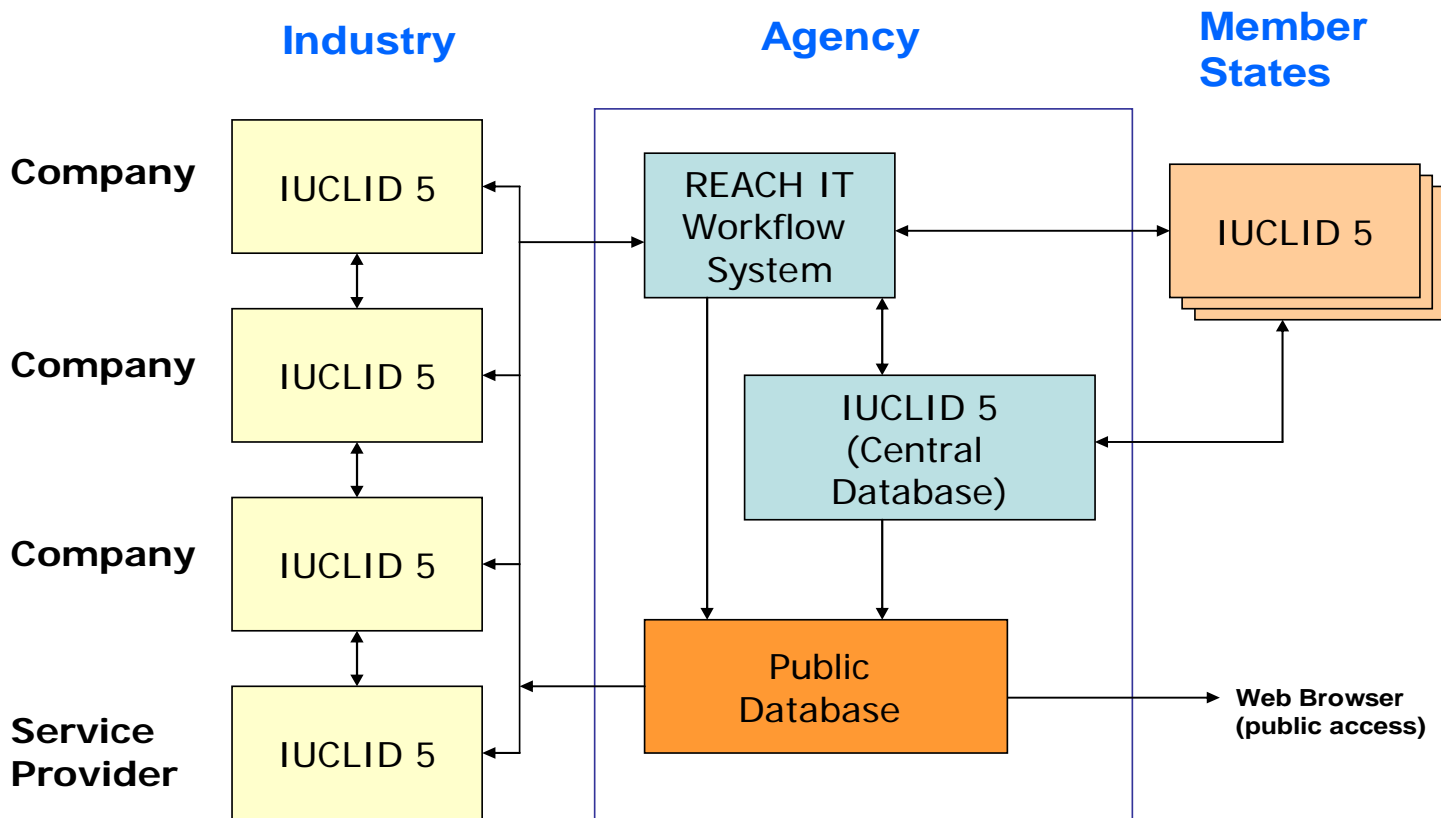 Industry
Agency
Member
States
Company
IUCLID 5
REACH IT
Workflow
System
IUCLID 5
Company
IUCLID 5
IUCLID 5
(Central
Database)
Company
IUCLID 5
Public
Database
Web Browser
(public access)
Service
Provider
IUCLID 5